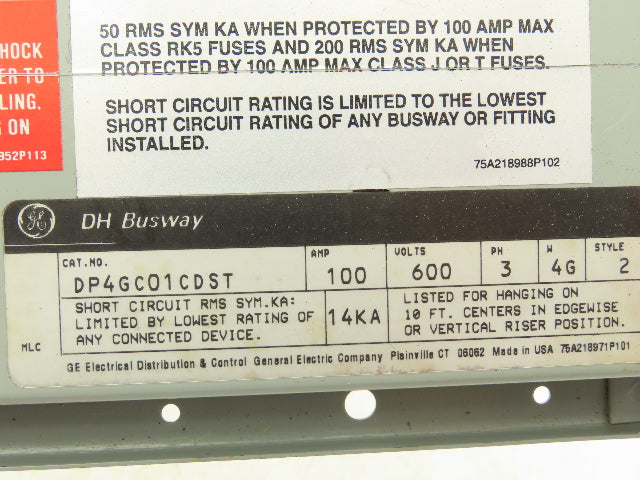 50 RMS SYM KA WHEN PROTECTED BY 100 AMP MAX
CLASS RK5 FUSES AND 200 RMS SYM KA WHEN
PROTECTED BY 100 AMP MAX CLASS J OR T FUSES.
SHORT CIRCUIT RATING IS LIMITED TO THE LOWEST
SHORT CIRCUIT RATING OF ANY BUSWAY OR FITTING
INSTALLED.
75A218988P102
SHOCK
ER TO
LING,
ON
952P113
GE DH Busway
CAT.NO. DP4GC01CDST
AMP 100
VOLTS 600
PH 3
W 4G
STYLE 2
SHORT CIRCUIT RMS SYM.KA:
LIMITED BY LOWEST RATING OF
ANY CONNECTED DEVICE.
14KA
LISTED FOR HANGING ON
10 FT. CENTERS IN EDGEWISE
OR VERTICAL RISER POSITION.
MLC
GE Electrical Distribution & Control General Electric Company Plainville CT 06062 Made in USA 75A218971P101